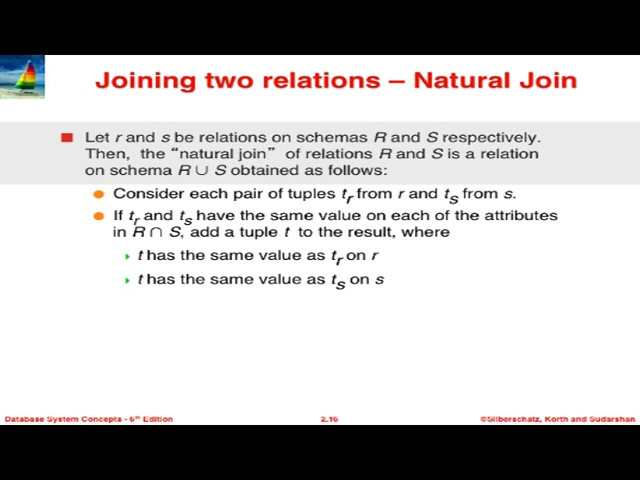 Joining two relations – Natural Join
Let r and s be relations on schemas R and S respectively.
Then, the "natural join" of relations R and S is a relation
on schema R ∪ S obtained as follows:
Consider each pair of tuples tr from r and ts from s.
If tr and ts have the same value on each of the attributes
in R ∩ S, add a tuple t to the result, where
t has the same value as tr on r
t has the same value as ts on s
Database System Concepts - 6th Edition
2.16
©Silberschatz, Korth and Sudarshan